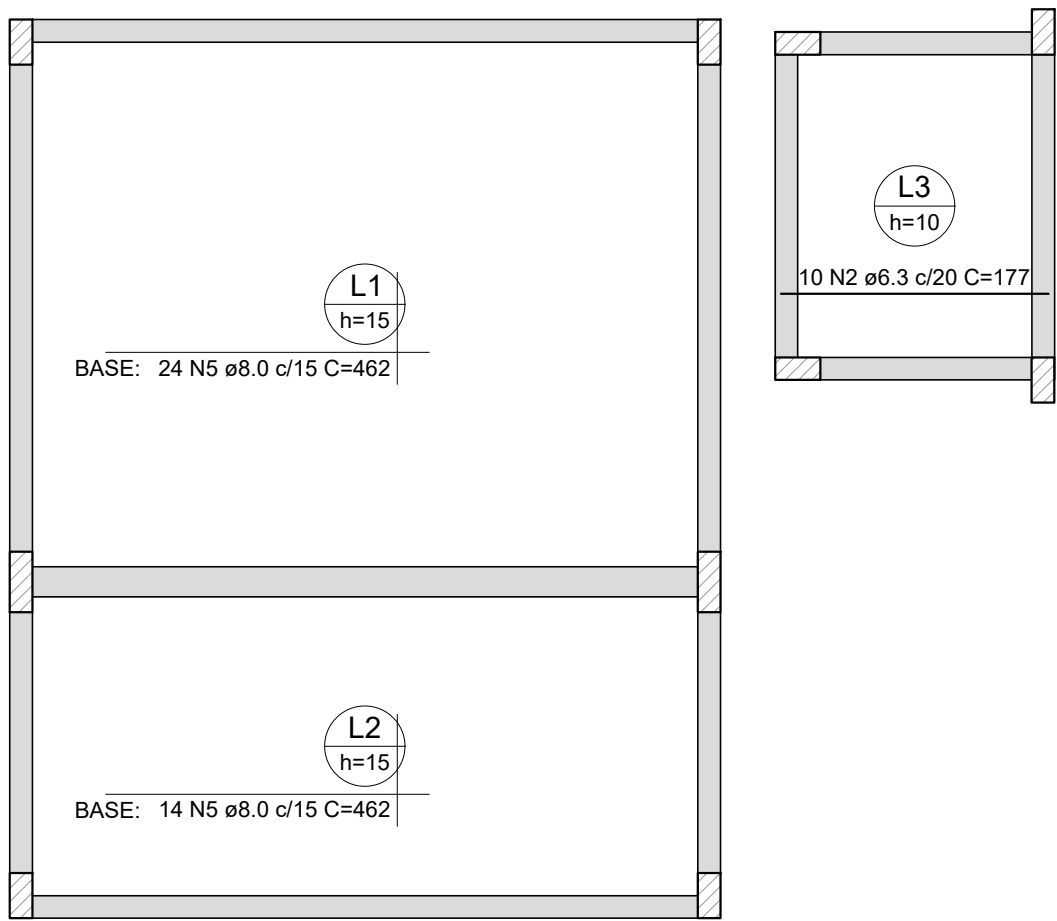 L1
h=15
BASE: 24 N5 ø8.0 c/15 C=462
L2
h=15
BASE: 14 N5 ø8.0 c/15 C=462
L3
h=10
10 N2 ø6.3 c/20 C=177